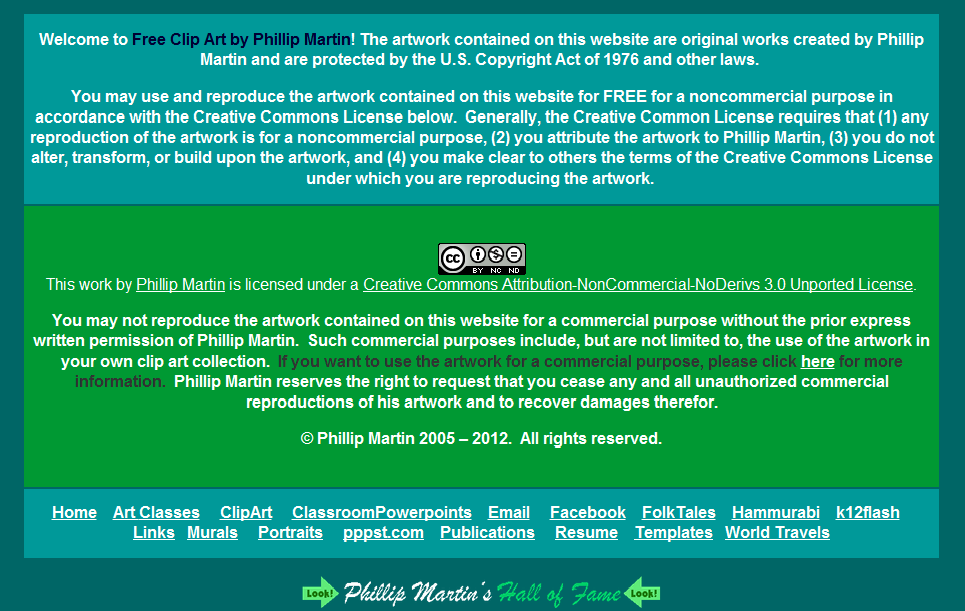 Welcome to Free Clip Art by Phillip Martin! The artwork contained on this website are original works created by Phillip
Martin and are protected by the U.S. Copyright Act of 1976 and other laws.
You may use and reproduce the artwork contained on this website for FREE for a noncommercial purpose in
accordance with the Creative Commons License below. Generally, the Creative Common License requires that (1) any
reproduction of the artwork is for a noncommercial purpose, (2) you attribute the artwork to Phillip Martin, (3) you do not
alter, transform, or build upon the artwork, and (4) you make clear to others the terms of the Creative Commons License
under which you are reproducing the artwork.
cc
BY NC ND
This work by Phillip Martin is licensed under a Creative Commons Attribution-NonCommercial-NoDerivs 3.0 Unported License.
You may not reproduce the artwork contained on this website for a commercial purpose without the prior express
written permission of Phillip Martin. Such commercial purposes include, but are not limited to, the use of the artwork in
your own clip art collection. If you want to use the artwork for a commercial purpose, please click here for more
information. Phillip Martin reserves the right to request that you cease any and all unauthorized commercial
reproductions of his artwork and to recover damages therefor.
© Phillip Martin 2005 – 2012. All rights reserved.
Home Art Classes ClipArt ClassroomPowerpoints Email Facebook FolkTales Hammurabi k12flash
Links Murals Portraits pppst.com Publications Resume Templates World Travels
Look! Phillip Martin's Hall of Fame Look!